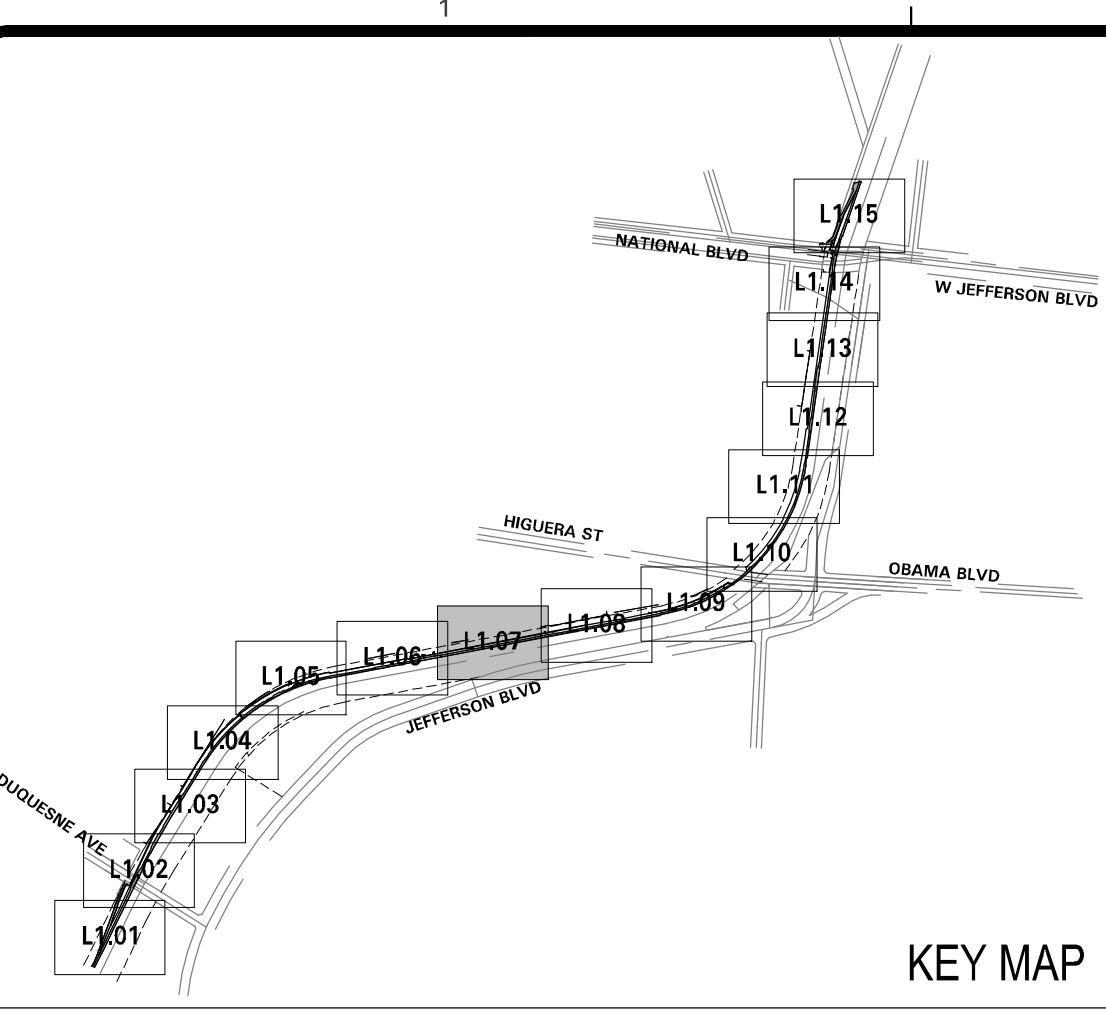 1
L1.15
NATIONAL BLVD
L1.14
W JEFFERSON BLVD
L1.13
L1.12
L1.11
HIGUERA ST
L1.10
OBAMA BLVD
L1.09
L1.08
L1.07
L1.06
L1.05
JEFFERSON BLVD
L1.04
L1.03
DUQUESNE AVE
L1.02
L1.01
KEY MAP